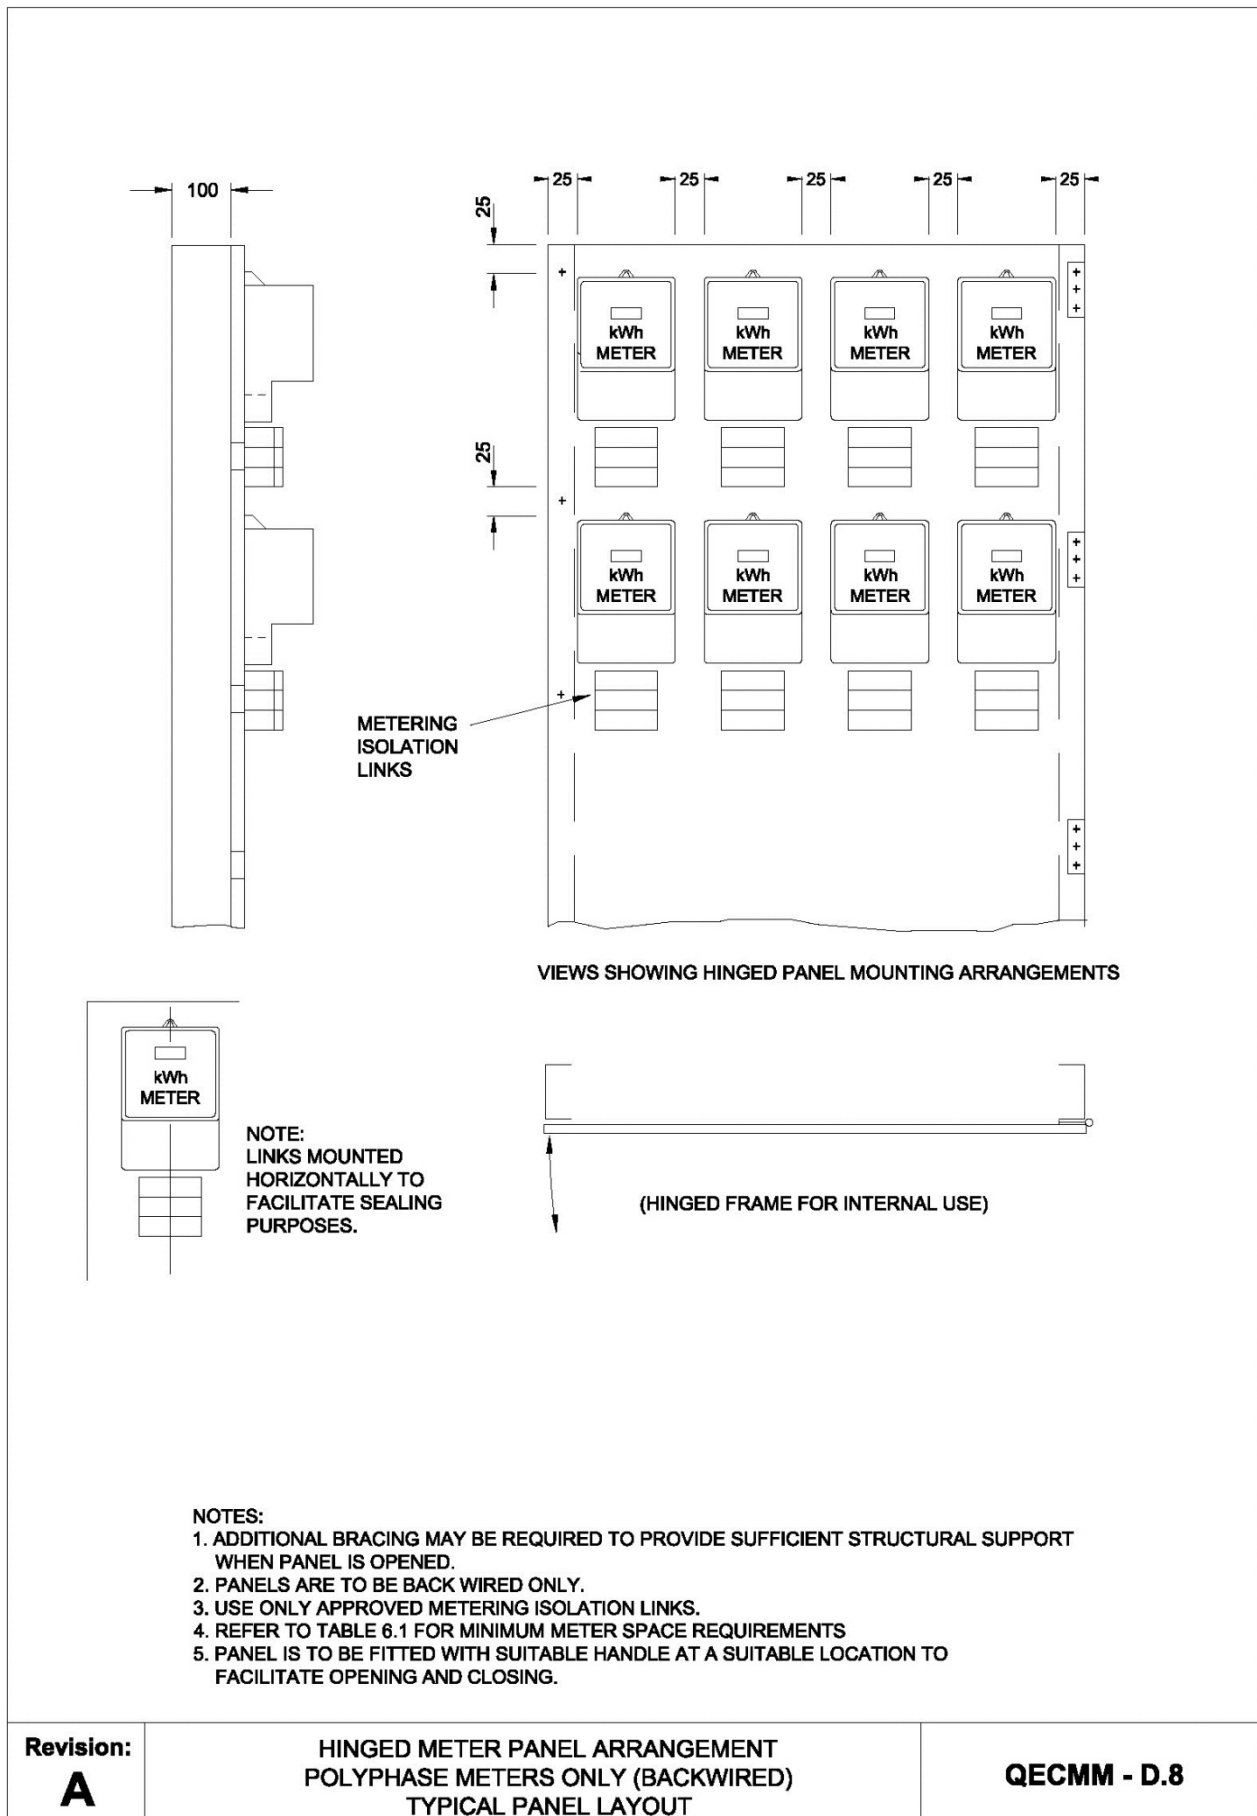 100
25
25
25
25
25
25
kWh
METER
kWh
METER
kWh
METER
kWh
METER
25
kWh
METER
kWh
METER
kWh
METER
kWh
METER
METERING
ISOLATION
LINKS
VIEWS SHOWING HINGED PANEL MOUNTING ARRANGEMENTS
kWh
METER
NOTE:
LINKS MOUNTED
HORIZONTALLY TO
FACILITATE SEALING
PURPOSES.
(HINGED FRAME FOR INTERNAL USE)
NOTES:
1. ADDITIONAL BRACING MAY BE REQUIRED TO PROVIDE SUFFICIENT STRUCTURAL SUPPORT
WHEN PANEL IS OPENED.
2. PANELS ARE TO BE BACK WIRED ONLY.
3. USE ONLY APPROVED METERING ISOLATION LINKS.
4. REFER TO TABLE 6.1 FOR MINIMUM METER SPACE REQUIREMENTS
5. PANEL IS TO BE FITTED WITH SUITABLE HANDLE AT A SUITABLE LOCATION TO
FACILITATE OPENING AND CLOSING.
Revision:
A
HINGED METER PANEL ARRANGEMENT
POLYPHASE METERS ONLY (BACKWIRED)
TYPICAL PANEL LAYOUT
QECMM - D.8